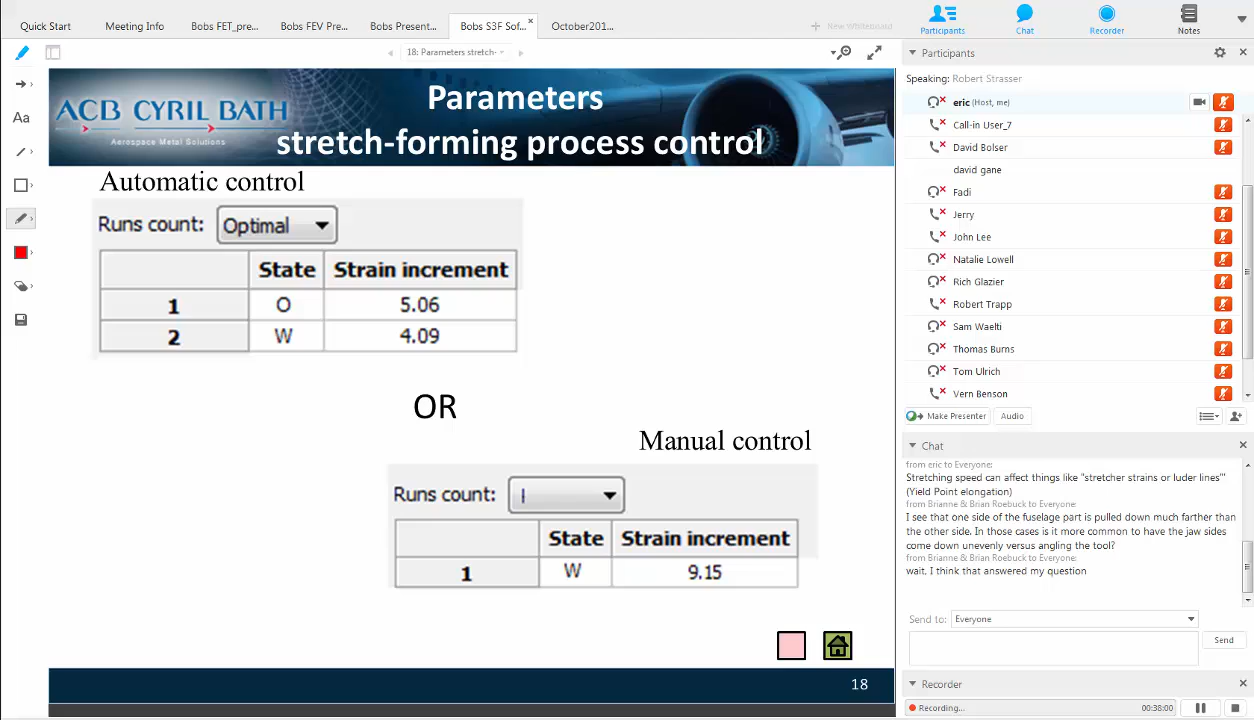 Quick Start
Meeting Info
Bobs FET_pre...
Bobs FEV Pre...
Bobs Present...
Bobs S3F Sof...
October201...
New Whiteboard
Participants
Chat
Recorder
Notes
18: Parameters stretch-
Aa
ACB CYRIL BATH
Aerospace Metal Solutions
Parameters
stretch-forming process control
Automatic control
Runs count: Optimal
State Strain increment
1 O 5.06
2 W 4.09
OR
Manual control
Runs count: I
State Strain increment
1 W 9.15
18
Participants
Speaking: Robert Strasser
eric (Host, me)
Call-in User_7
David Bolser
david gane
Fadi
Jerry
John Lee
Natalie Lowell
Rich Glazier
Robert Trapp
Sam Waelti
Thomas Burns
Tom Ulrich
Vern Benson
Make Presenter
Audio
Chat
from eric to Everyone:
Stretching speed can affect things like "stretcher strains or luder lines'"
(Yield Point elongation)
from Brianne & Brian Roebuck to Everyone:
I see that one side of the fuselage part is pulled down much farther than
the other side. In those cases is it more common to have the jaw sides
come down unevenly versus angling the tool?
from Brianne & Brian Roebuck to Everyone:
wait. I think that answered my question
Send to: Everyone
Send
Recorder
Recording...
00:38:00